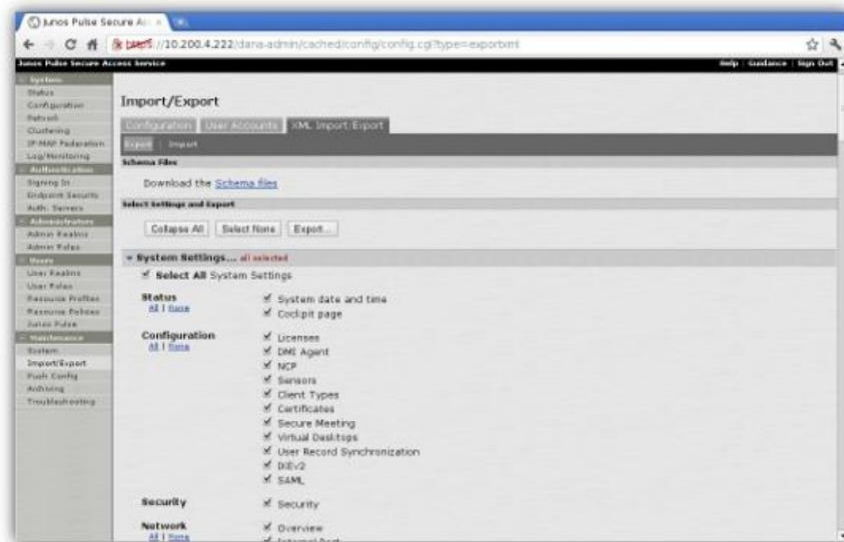 Junos Pulse Secure Ac
https://10.200.4.222/dana-admin/cached/config/config.cgi?type=exportxml
Junos Pulse Secure Access Service
Help | Guidance | Sign Out
System
Status
Configuration
Network
Clustering
IF-MAP Federation
Log/Monitoring
Authentication
Signing In
Endpoint Security
Auth. Servers
Administrators
Admin Realms
Admin Roles
Users
User Realms
User Roles
Resource Profiles
Resource Policies
Junos Pulse
Maintenance
System
Import/Export
Push Config
Archiving
Troubleshooting
Import/Export
Configuration | User Accounts | XML Import/Export
Export | Import
Schema Files
Download the Schema files
Select Settings and Export
Collapse All Select None Export...
System Settings... all selected
Select All System Settings
Status
All | None
System date and time
Cockpit page
Configuration
All | None
Licenses
DMI Agent
NCP
Sensors
Client Types
Certificates
Secure Meeting
Virtual Desktops
User Record Synchronization
IKEv2
SAML
Security
Security
Network
All | None
Overview
Internal Port